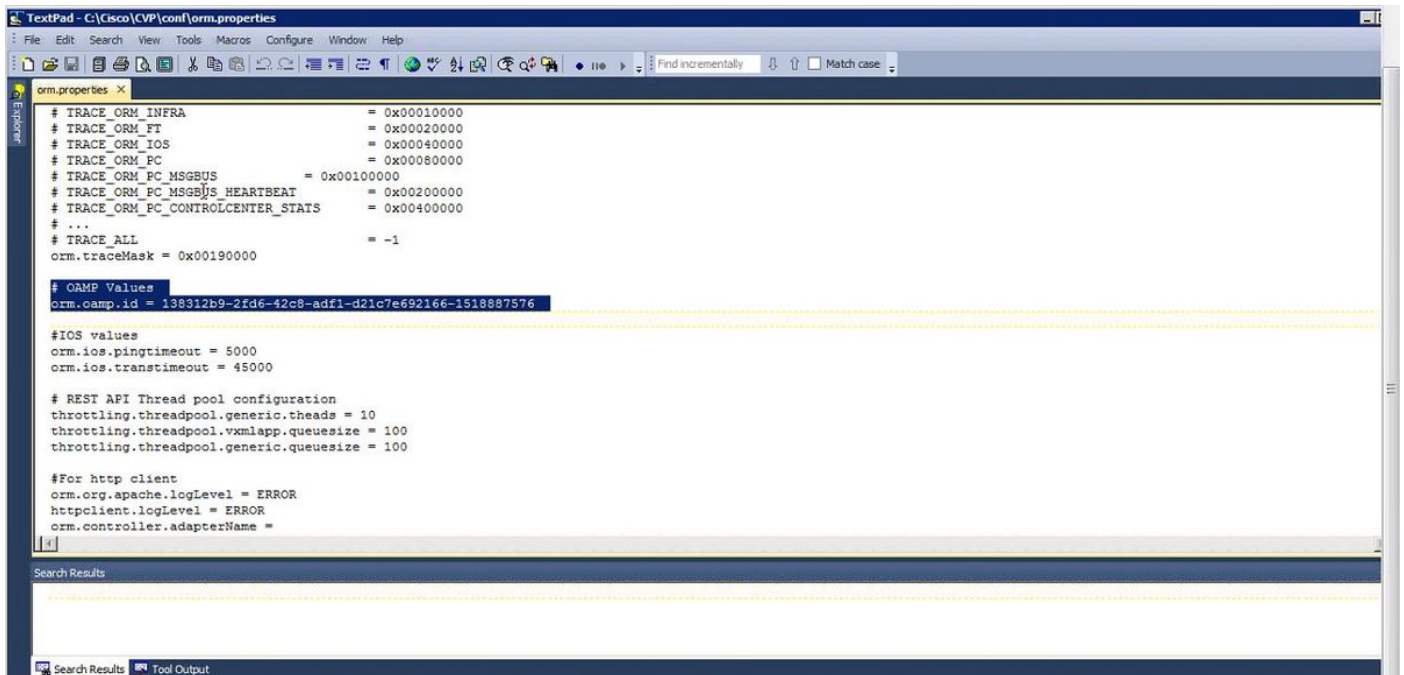 TextPad - C:\Cisco\CVP\conf\orm.properties
File Edit Search View Tools Macros Configure Window Help
Find incrementally Match case
Explorer
orm.properties
# TRACE_ORM_INFRA = 0x00010000
# TRACE_ORM_FT = 0x00020000
# TRACE_ORM_IOS = 0x00040000
# TRACE_ORM_PC = 0x00080000
# TRACE_ORM_PC_MSGBUS = 0x00100000
# TRACE_ORM_PC_MSGBUS_HEARTBEAT = 0x00200000
# TRACE_ORM_PC_CONTROLCENTER_STATS = 0x00400000
# ...
# TRACE_ALL = -1
orm.traceMask = 0x00190000
# OAMP Values
orm.oamp.id = 138312b9-2fd6-42c8-adf1-d21c7e692166-1518887576
#IOS values
orm.ios.pingtimeout = 5000
orm.ios.transtimeout = 45000
# REST API Thread pool configuration
throttling.threadpool.generic.theads = 10
throttling.threadpool.vxmlapp.queuesize = 100
throttling.threadpool.generic.queuesize = 100
#For http client
orm.org.apache.logLevel = ERROR
httpclient.logLevel = ERROR
orm.controller.adapterName =
Search Results
Search Results Tool Output